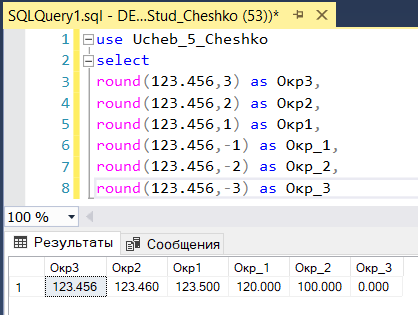 SQLQuery1.sql - DE...Stud_Cheshko (53))*
1 use Ucheb_5_Cheshko
2 select
3 round(123.456,3) as Окр3,
4 round(123.456,2) as Окр2,
5 round(123.456,1) as Окр1,
6 round(123.456,-1) as Окр_1,
7 round(123.456,-2) as Окр_2,
8 round(123.456,-3) as Окр_3
100 %
Результаты Сообщения
Окр3 Окр2 Окр1 Окр_1 Окр_2 Окр_3
1 123.456 123.460 123.500 120.000 100.000 0.000